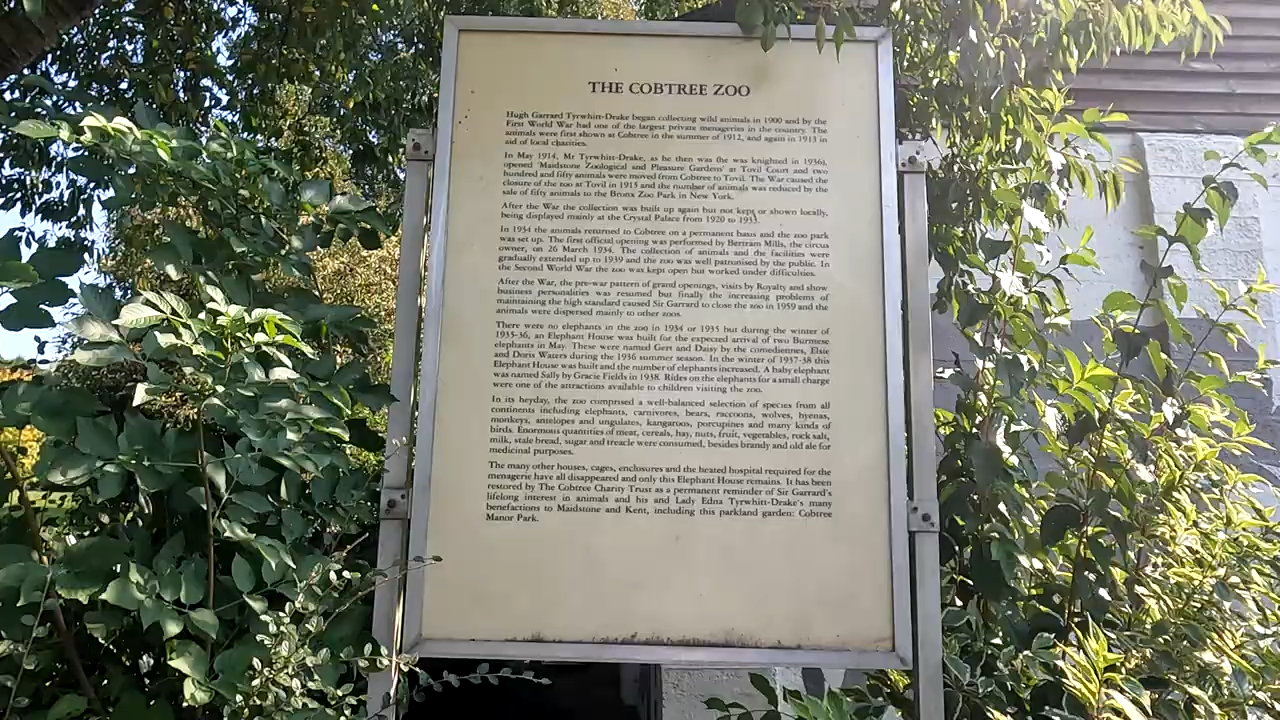 THE COBTREE ZOO
Hugh Garrard Tyrwhitt-Drake began collecting wild animals in 1900 and by the
First World War had one of the largest private menageries in the country. The
animals were first shown at Cobtree in the summer of 1912, and again in 1913 in
aid of local charities.
In May 1914, Mr Tyrwhitt-Drake, as he then was (he was knighted in 1936),
opened 'Maidstone Zoological and Pleasure Gardens' at Tovil Court and two
hundred and fifty animals were moved from Cobtree to Tovil. The War caused the
closure of the zoo at Tovil in 1915 and the number of animals was reduced by the
sale of fifty animals to the Bronx Zoo Park in New York.
After the War the collection was built up again but not kept or shown locally,
being displayed mainly at the Crystal Palace from 1920 to 1933.
In 1934 the animals returned to Cobtree on a permanent basis and the zoo park
was set up. The first official opening was performed by Bertram Mills, the circus
owner, on 26 March 1934. The collection of animals and the facilities were
gradually extended up to 1939 and the zoo was well patronised by the public. In
the Second World War the zoo was kept open but worked under difficulties.
After the War, the pre-war pattern of grand openings, visits by Royalty and show
business personalities was resumed but finally the increasing problems of
maintaining the high standard caused Sir Garrard to close the zoo in 1959 and the
animals were dispersed mainly to other zoos.
There were no elephants in the zoo in 1934 or 1935 but during the winter of
1935-36, an Elephant House was built for the expected arrival of two Burmese
elephants in May. These were named Gert and Daisy by the comediennes, Elsie
and Doris Waters during the 1936 summer season. In the winter of 1937-38 this
Elephant House was built and the number of elephants increased. A baby elephant
was named Sally by Gracie Fields in 1938. Rides on the elephants for a small charge
were one of the attractions available to children visiting the zoo.
In its heyday, the zoo comprised a well-balanced selection of species from all
continents including elephants, carnivores, bears, raccoons, wolves, hyenas,
monkeys, antelopes and ungulates, kangaroos, porcupines and many kinds of
birds. Enormous quantities of meat, cereals, hay, nuts, fruit, vegetables, rock salt,
milk, stale bread, sugar and treacle were consumed, besides brandy and old ale for
medicinal purposes.
The many other houses, cages, enclosures and the heated hospital required for the
menagerie have all disappeared and only this Elephant House remains. It has been
restored by The Cobtree Charity Trust as a permanent reminder of Sir Garrard's
lifelong interest in animals and his and Lady Edna Tyrwhitt-Drake's many
benefactions to Maidstone and Kent, including this parkland garden: Cobtree
Manor Park.